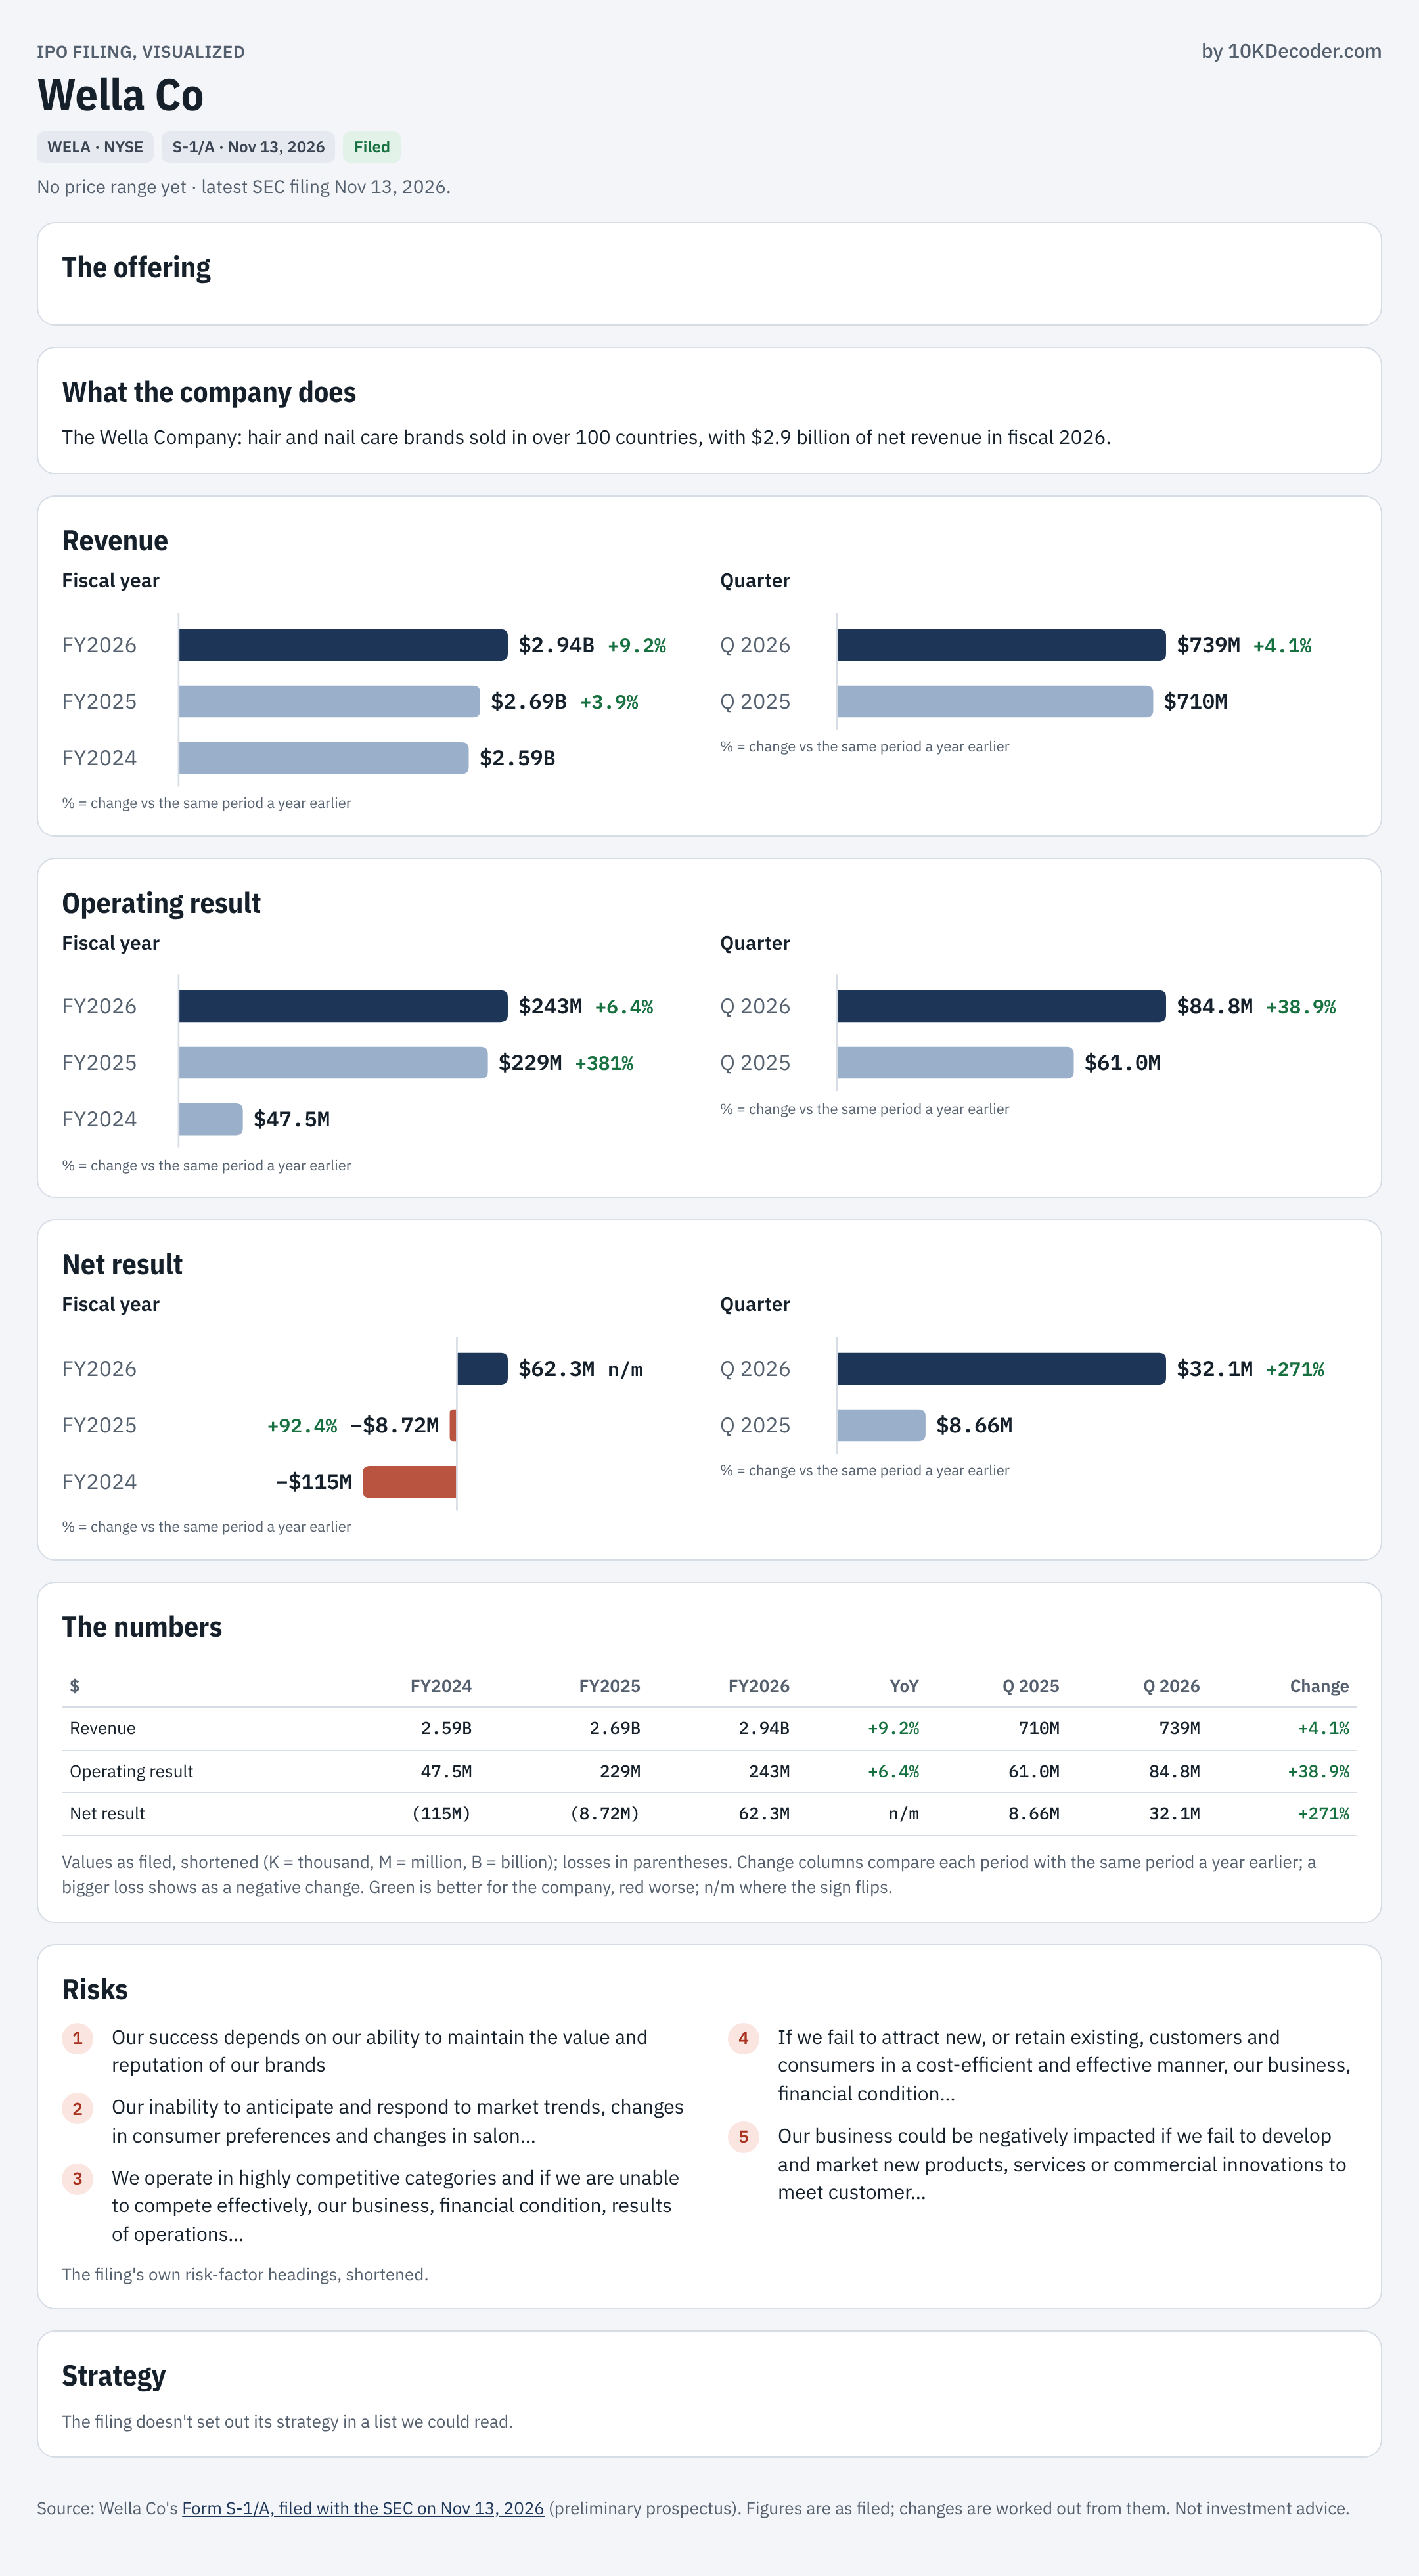 IPO FILING, VISUALIZED
by 10KDecoder.com
Wella Co
WELA · NYSE
S-1/A · Nov 13, 2026
Filed
No price range yet · latest SEC filing Nov 13, 2026.
The offering
What the company does
The Wella Company: hair and nail care brands sold in over 100 countries, with $2.9 billion of net revenue in fiscal 2026.
Revenue
Fiscal year
FY2026 $2.94B +9.2%
FY2025 $2.69B +3.9%
FY2024 $2.59B
% = change vs the same period a year earlier
Quarter
Q 2026 $739M +4.1%
Q 2025 $710M
% = change vs the same period a year earlier
Operating result
Fiscal year
FY2026 $243M +6.4%
FY2025 $229M +381%
FY2024 $47.5M
% = change vs the same period a year earlier
Quarter
Q 2026 $84.8M +38.9%
Q 2025 $61.0M
% = change vs the same period a year earlier
Net result
Fiscal year
FY2026 $62.3M n/m
FY2025 +92.4% −$8.72M
FY2024 −$115M
% = change vs the same period a year earlier
Quarter
Q 2026 $32.1M +271%
Q 2025 $8.66M
% = change vs the same period a year earlier
The numbers
$ FY2024 FY2025 FY2026 YoY Q 2025 Q 2026 Change
Revenue 2.59B 2.69B 2.94B +9.2% 710M 739M +4.1%
Operating result 47.5M 229M 243M +6.4% 61.0M 84.8M +38.9%
Net result (115M) (8.72M) 62.3M n/m 8.66M 32.1M +271%
Values as filed, shortened (K = thousand, M = million, B = billion); losses in parentheses. Change columns compare each period with the same period a year earlier; a
bigger loss shows as a negative change. Green is better for the company, red worse; n/m where the sign flips.
Risks
1 Our success depends on our ability to maintain the value and
reputation of our brands
2 Our inability to anticipate and respond to market trends, changes
in consumer preferences and changes in salon…
3 We operate in highly competitive categories and if we are unable
to compete effectively, our business, financial condition, results
of operations…
4 If we fail to attract new, or retain existing, customers and
consumers in a cost-efficient and effective manner, our business,
financial condition…
5 Our business could be negatively impacted if we fail to develop
and market new products, services or commercial innovations to
meet customer…
The filing's own risk-factor headings, shortened.
Strategy
The filing doesn't set out its strategy in a list we could read.
Source: Wella Co's Form S-1/A, filed with the SEC on Nov 13, 2026 (preliminary prospectus). Figures are as filed; changes are worked out from them. Not investment advice.